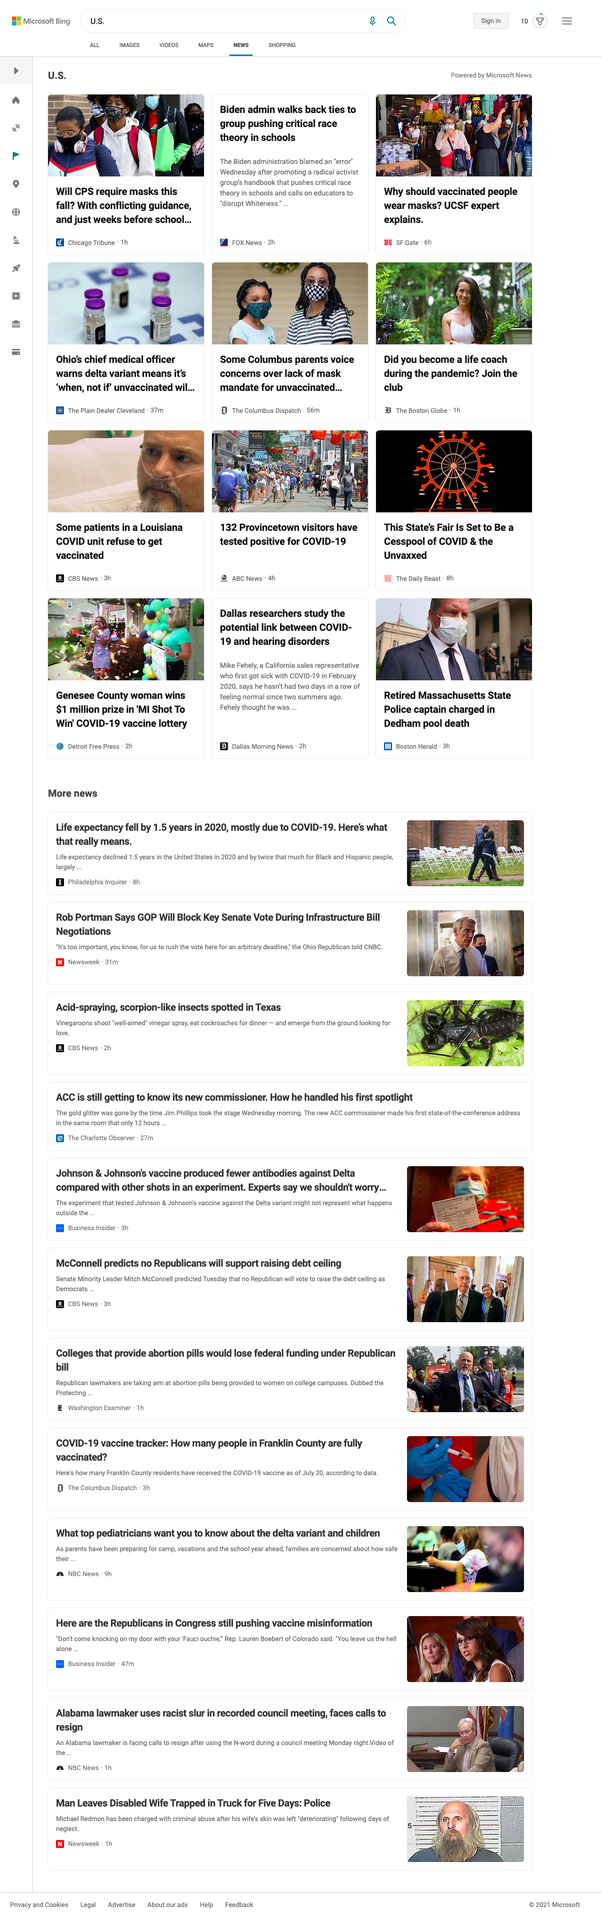 Microsoft Bing
U.S.
Sign in
10
ALL IMAGES VIDEOS MAPS NEWS SHOPPING
U.S.
Powered by Microsoft News
Will CPS require masks this
fall? With conflicting guidance,
and just weeks before school...
Chicago Tribune · 1h
Biden admin walks back ties to
group pushing critical race
theory in schools
The Biden administration blamed an "error"
Wednesday after promoting a radical activist
group's handbook that pushes critical race
theory in schools and calls on educators to
"disrupt Whiteness." ...
FOX News · 2h
Why should vaccinated people
wear masks? UCSF expert
explains.
SF Gate · 6h
Ohio's chief medical officer
warns delta variant means it's
'when, not if' unvaccinated wil...
The Plain Dealer Cleveland · 37m
Some Columbus parents voice
concerns over lack of mask
mandate for unvaccinated...
The Columbus Dispatch · 56m
Did you become a life coach
during the pandemic? Join the
club
The Boston Globe · 1h
Some patients in a Louisiana
COVID unit refuse to get
vaccinated
CBS News · 3h
132 Provincetown visitors have
tested positive for COVID-19
ABC News · 4h
This State's Fair Is Set to Be a
Cesspool of COVID & the
Unvaxxed
The Daily Beast · 8h
Genesee County woman wins
$1 million prize in 'MI Shot To
Win' COVID-19 vaccine lottery
Detroit Free Press · 2h
Dallas researchers study the
potential link between COVID-
19 and hearing disorders
Mike Fehely, a California sales representative
who first got sick with COVID-19 in February
2020, says he hasn't had two days in a row of
feeling normal since two summers ago.
Fehely thought he was ...
Dallas Morning News · 2h
Retired Massachusetts State
Police captain charged in
Dedham pool death
Boston Herald · 3h
More news
Life expectancy fell by 1.5 years in 2020, mostly due to COVID-19. Here's what
that really means.
Life expectancy declined 1.5 years in the United States in 2020 and by twice that much for Black and Hispanic people,
largely ...
Philadelphia Inquirer · 8h
Rob Portman Says GOP Will Block Key Senate Vote During Infrastructure Bill
Negotiations
"It's too important, you know, for us to rush the vote here for an arbitrary deadline," the Ohio Republican told CNBC.
Newsweek · 31m
Acid-spraying, scorpion-like insects spotted in Texas
Vinegaroons shoot "well-aimed" vinegar spray, eat cockroaches for dinner — and emerge from the ground looking for
love.
CBS News · 2h
ACC is still getting to know its new commissioner. How he handled his first spotlight
The gold glitter was gone by the time Jim Phillips took the stage Wednesday morning. The new ACC commissioner made his first state-of-the-conference address
in the same room that only 12 hours ...
The Charlotte Observer · 27m
Johnson & Johnson's vaccine produced fewer antibodies against Delta
compared with other shots in an experiment. Experts say we shouldn't worry...
The experiment that tested Johnson & Johnson's vaccine against the Delta variant might not represent what happens
outside the ...
Business Insider · 3h
McConnell predicts no Republicans will support raising debt ceiling
Senate Minority Leader Mitch McConnell predicted Tuesday that no Republican will vote to raise the debt ceiling as
Democrats ...
CBS News · 3h
Colleges that provide abortion pills would lose federal funding under Republican
bill
Republican lawmakers are taking aim at abortion pills being provided to women on college campuses. Dubbed the
Protecting ...
Washington Examiner · 1h
COVID-19 vaccine tracker: How many people in Franklin County are fully
vaccinated?
Here's how many Franklin County residents have received the COVID-19 vaccine as of July 20, according to data.
The Columbus Dispatch · 3h
What top pediatricians want you to know about the delta variant and children
As parents have been preparing for camp, vacations and the school year ahead, families are concerned about how safe
their ...
NBC News · 9h
Here are the Republicans in Congress still pushing vaccine misinformation
"Don't come knocking on my door with your 'Fauci ouchie,'" Rep. Lauren Boebert of Colorado said. "You leave us the hell
alone ...
Business Insider · 47m
Alabama lawmaker uses racist slur in recorded council meeting, faces calls to
resign
An Alabama lawmaker is facing calls to resign after using the N-word during a council meeting Monday night.Video of
the ...
NBC News · 1h
Man Leaves Disabled Wife Trapped in Truck for Five Days: Police
Michael Redmon has been charged with criminal abuse after his wife's skin was left "deteriorating" following days of
neglect.
Newsweek · 1h
5
Privacy and Cookies Legal Advertise About our ads Help Feedback
© 2021 Microsoft